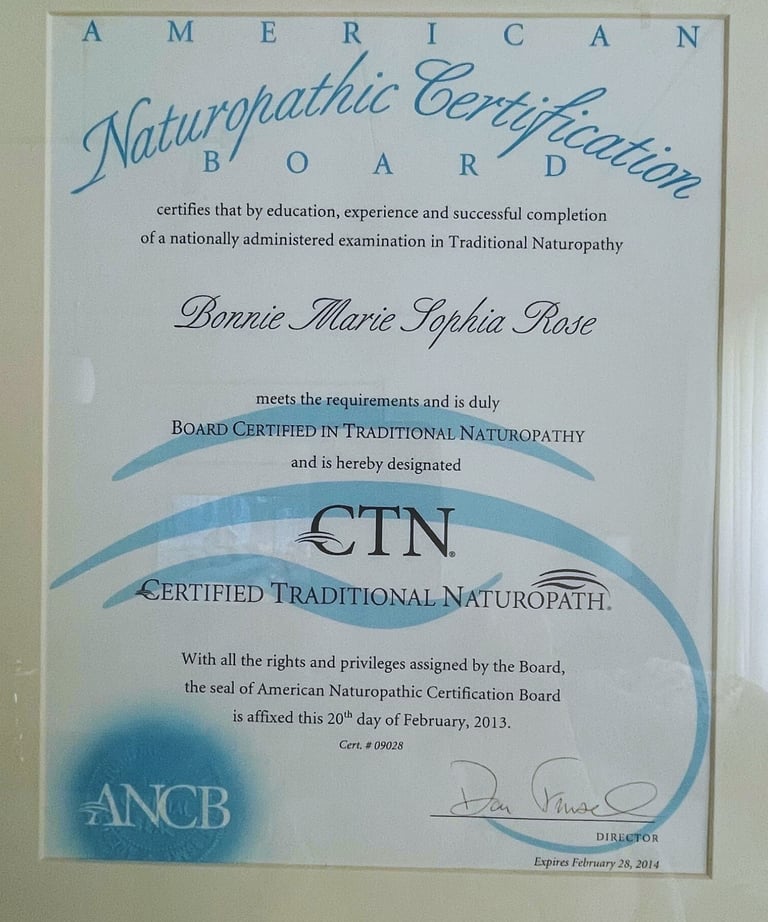 AMERICAN
Naturopathic Certification
BOARD
certifies that by education, experience and successful completion
of a nationally administered examination in Traditional Naturopathy
Bonnie Marie Sophia Rose
meets the requirements and is duly
BOARD CERTIFIED IN TRADITIONAL NATUROPATHY
and is hereby designated
CTN®
CERTIFIED TRADITIONAL NATUROPATH®
With all the rights and privileges assigned by the Board,
the seal of American Naturopathic Certification Board
is affixed this 20th day of February, 2013.
Cert. # 09028
ANCB
DIRECTOR
Expires February 28, 2014